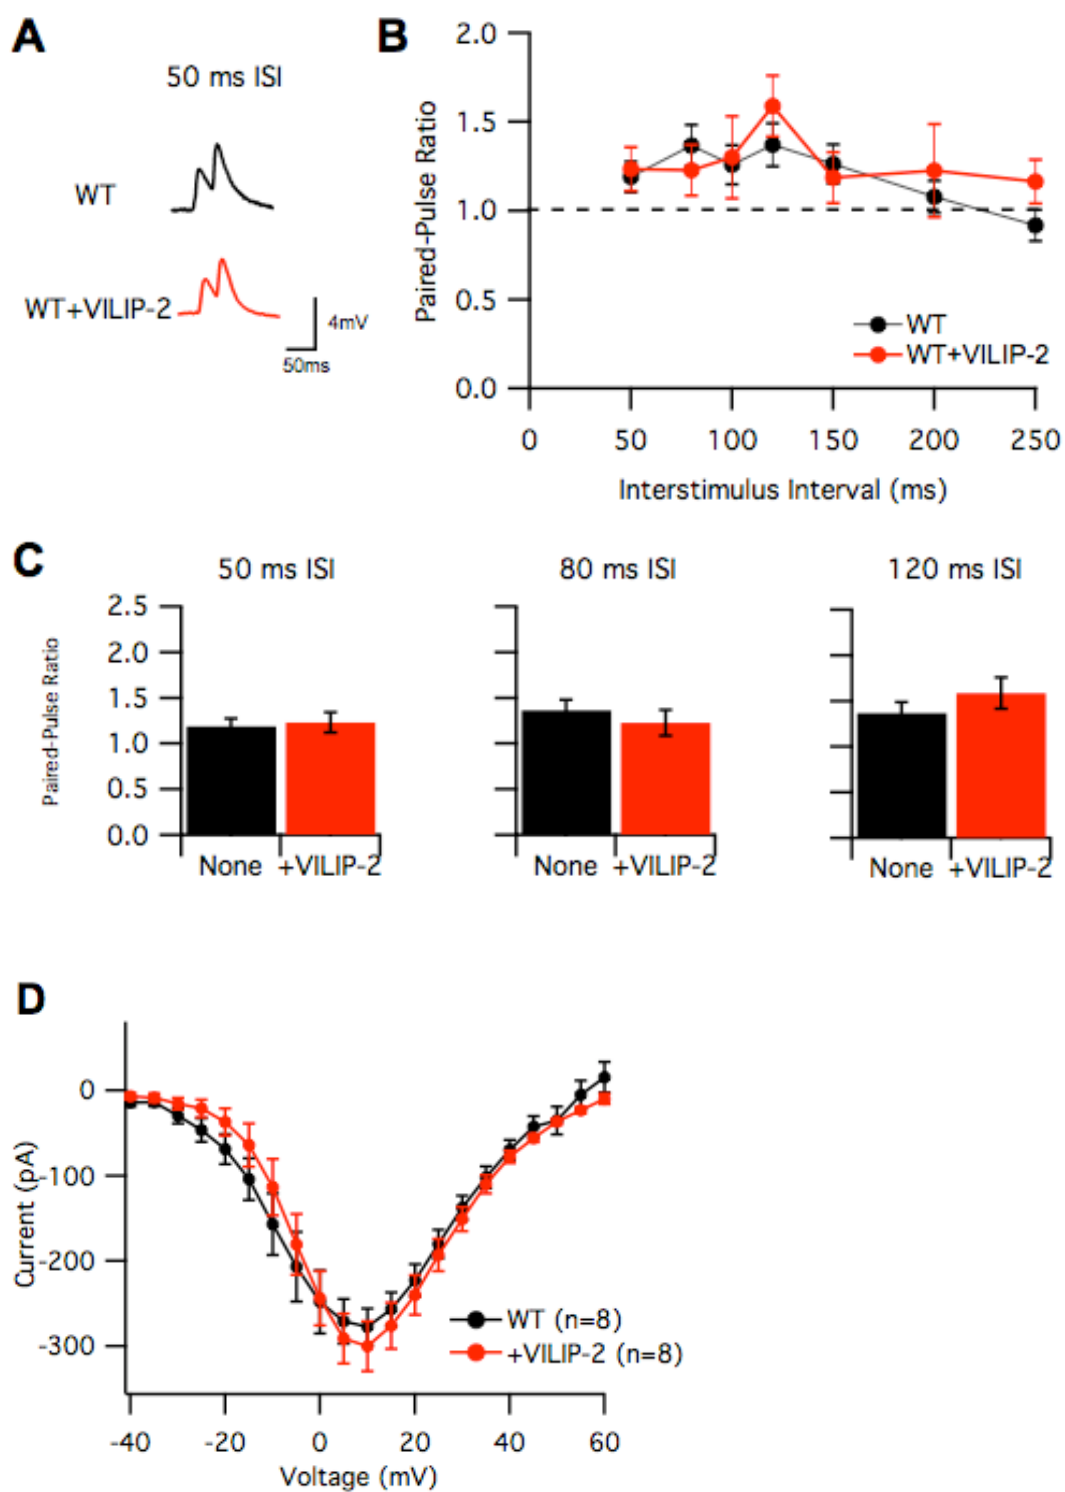 A
50 ms ISI
WT
WT+VILIP-2
4mV
50ms
B
Paired-Pulse Ratio
2.0
1.5
1.0
0.5
0.0
WT
WT+VILIP-2
0 50 100 150 200 250
Interstimulus Interval (ms)
C
50 ms ISI 80 ms ISI 120 ms ISI
Paired-Pulse Ratio
2.5
2.0
1.5
1.0
0.5
0.0
None +VILIP-2 None +VILIP-2 None +VILIP-2
D
Current (pA)
0
-100
-200
-300
WT (n=8)
+VILIP-2 (n=8)
-40 -20 0 20 40 60
Voltage (mV)